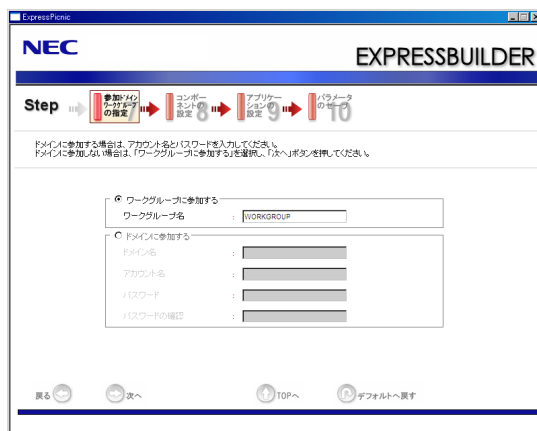 ExpressPicnic
NEC
EXPRESSBUILDER
Step
参加ドメイン
ワークグループ
の指定 7
コンポー
ネントの
設定 8
アプリケー
ションの
設定 9
パラメータ
のセーブ 10
ドメインに参加する場合は、アカウント名とパスワードを入力してください。
ドメインに参加しない場合は、「ワークグループに参加する」を選択し、「次へ」ボタンを押してください。
ワークグループに参加する
ワークグループ名 : WORKGROUP
ドメインに参加する
ドメイン名 :
アカウント名 :
パスワード :
パスワードの確認 :
戻る 次へ TOPへ デフォルトへ戻す